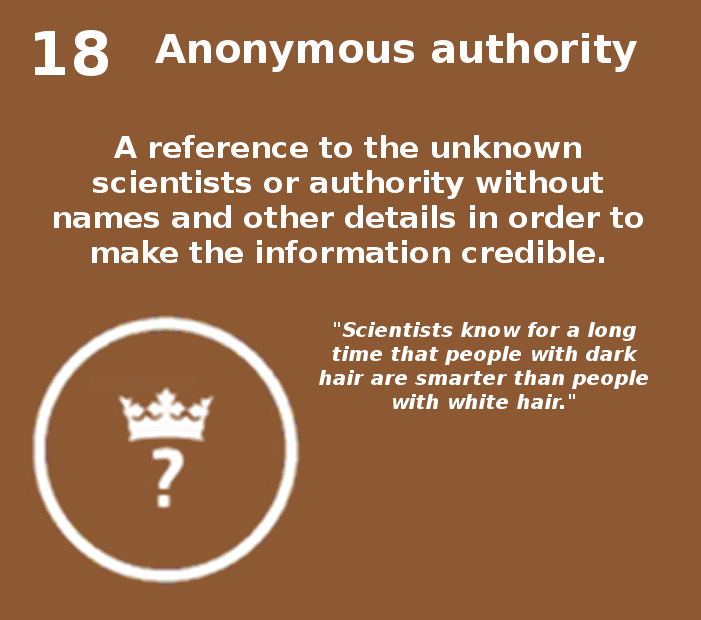 18 Anonymous authority
A reference to the unknown
scientists or authority without
names and other details in order to
make the information credible.
"Scientists know for a long
time that people with dark
hair are smarter than people
with white hair."
?